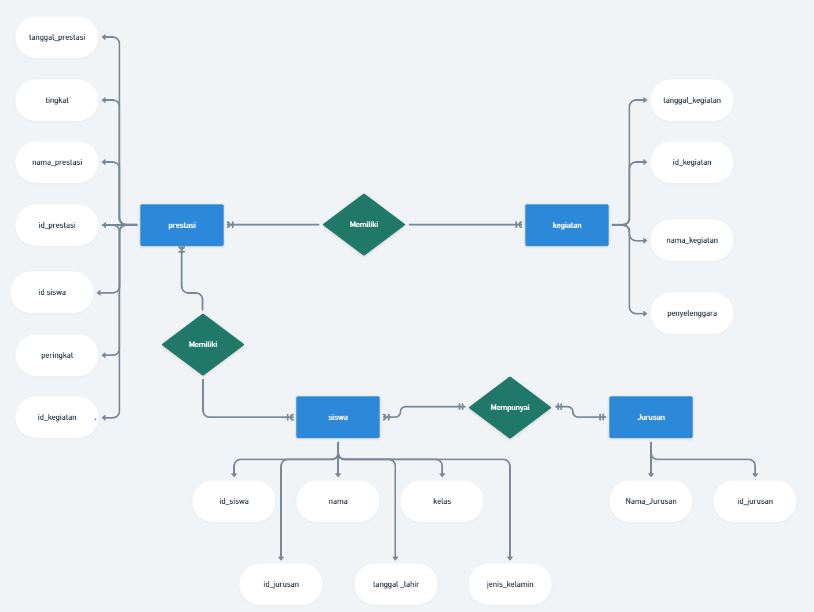 tanggal_prestasi
tingkat
tanggal_kegiatan
nama_prestasi
id_kegiatan
id_prestasi
prestasi
Memiliki
kegiatan
nama_kegiatan
id siswa
penyelenggara
Memiliki
peringkat
id_kegiatan
siswa
Mempunyai
Jurusan
id_siswa
nama
kelas
Nama_Jurusan
id_jurusan
id_jurusan
tanggal _lahir
jenis_kelamin